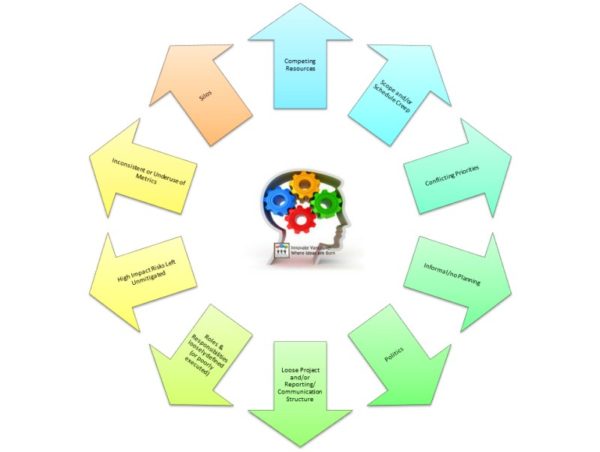 Competing
Resources
Scope and/or
Schedule Creep
Conflicting Priorities
Informal/no Planning
Politics
Loose Project
and/or
Reporting/
Communication
Structure
Roles &
Responsibilities
loosely defined
(or poorly
executed)
High Impact Risks Left
Unmitigated
Inconsistent or Underuse of
Metrics
Silos
Innovate
Where Ideas are Born